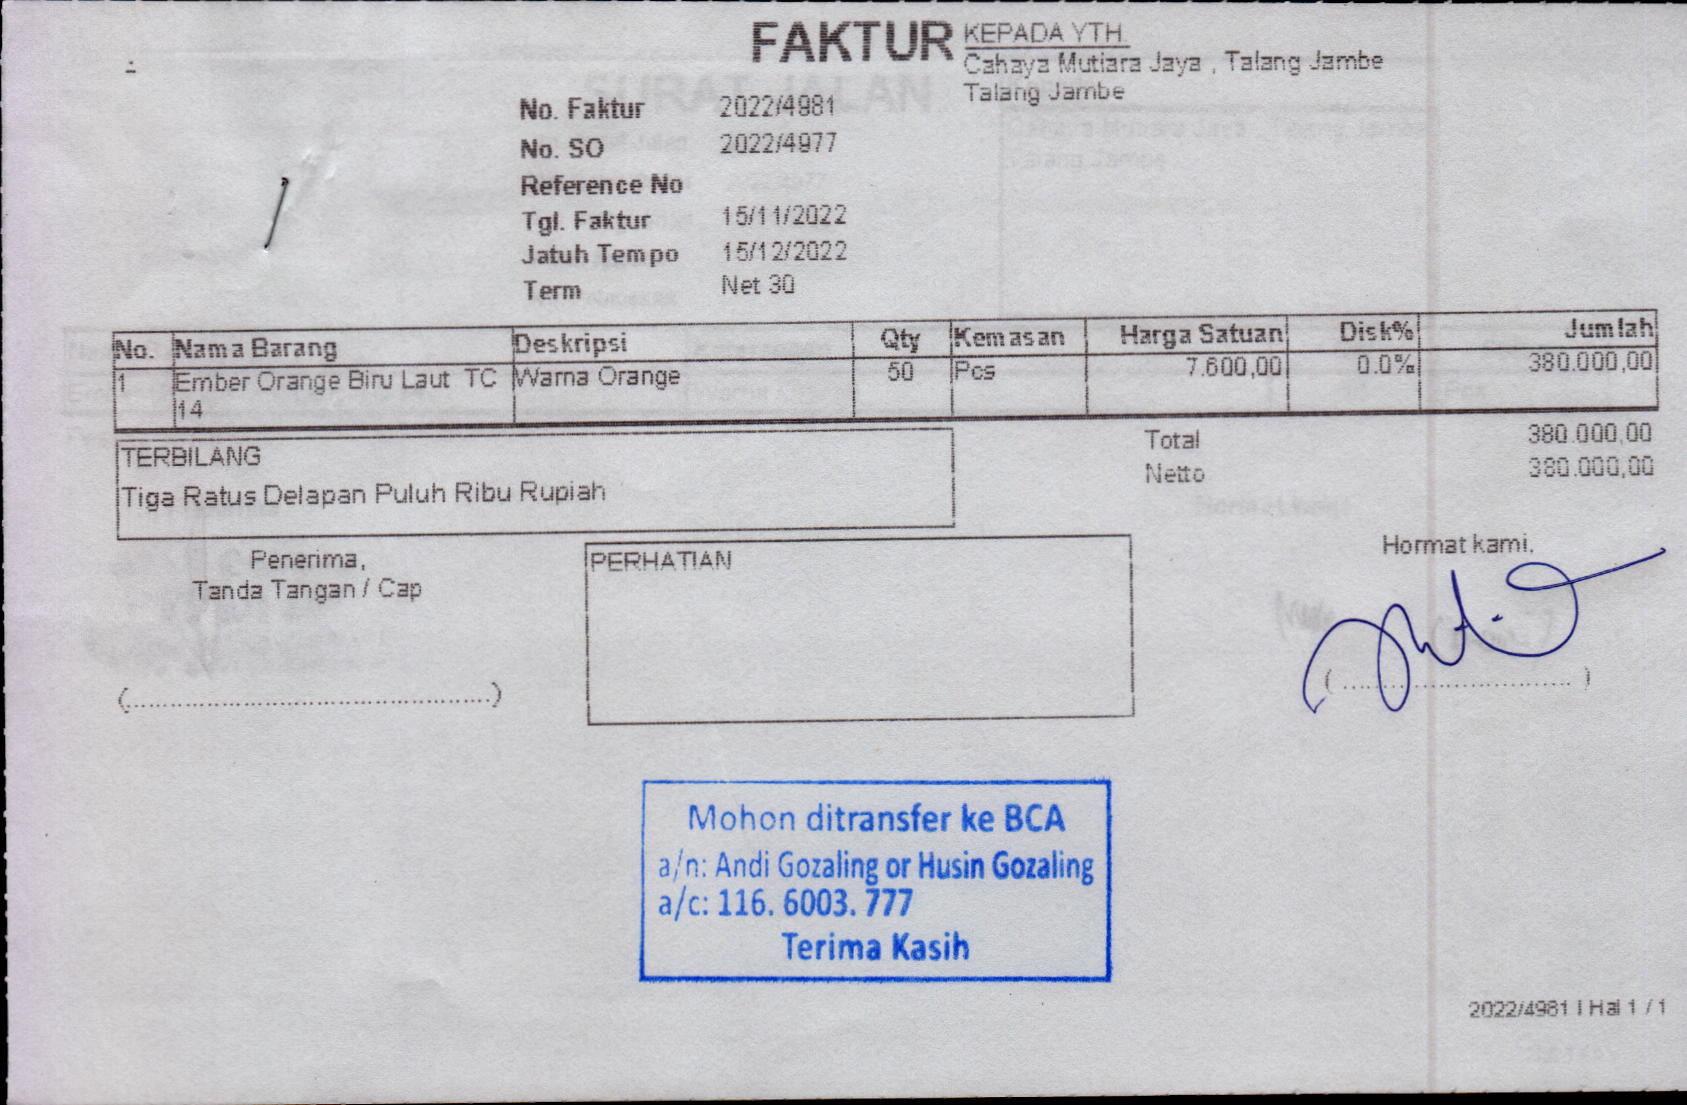 FAKTUR
KEPADA YTH.
Cahaya Mutiara Jaya , Talang Jambe
Talang Jambe
No. Faktur 2022/4981
No. SO 2022/4977
Reference No
Tgl. Faktur 15/11/2022
Jatuh Tempo 15/12/2022
Term Net 30
No. Nama Barang Deskripsi Qty Kemasan Harga Satuan Disk% Jumlah
1 Ember Orange Biru Laut TC Warna Orange 50 Pcs 7.600,00 0.0% 380.000,00
14
TERBILANG
Tiga Ratus Delapan Puluh Ribu Rupiah
Total 380.000,00
Netto 380.000,00
Penerima,
Tanda Tangan / Cap
(..................................................)
PERHATIAN
Hormat kami.
( ............................... )
Mohon ditransfer ke BCA
a/n: Andi Gozaling or Husin Gozaling
a/c: 116. 6003. 777
Terima Kasih
2022/4981 | Hal 1 / 1